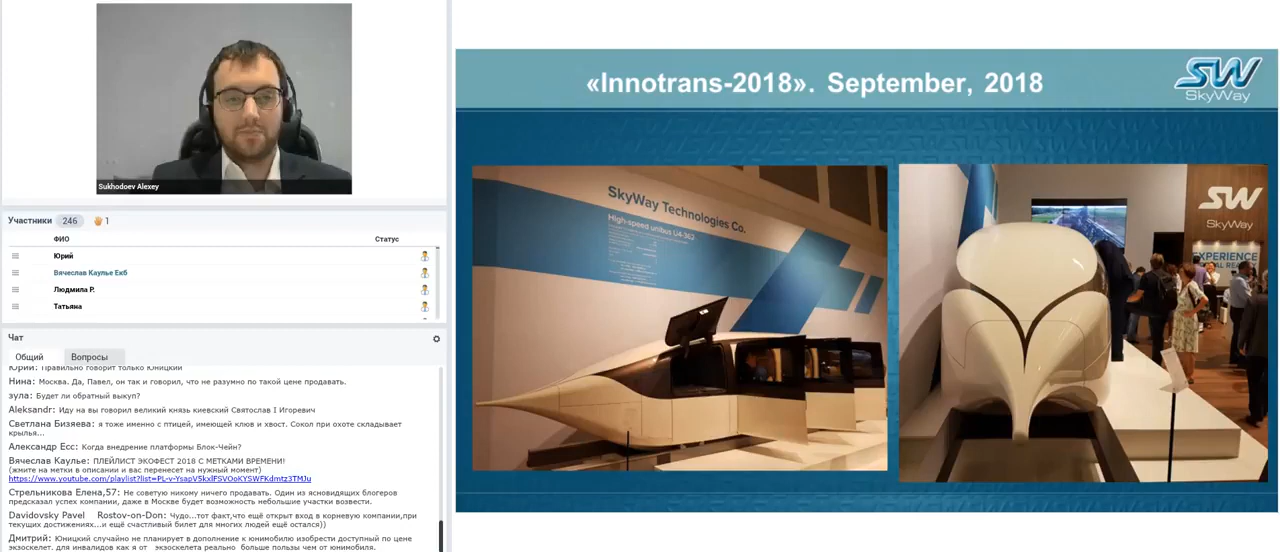 Sukhodoev Alexey
Участники 246 1
ФИО Статус
Юрий
Вячеслав Каулье Екб
Людмила Р.
Татьяна
Чат
Общий Вопросы
Юрий: Правильно говорит только Юницкий
Нина: Москва. Да, Павел, он так и говорил, что не разумно по такой цене продавать.
зула: Будет ли обратный выкуп?
Aleksandr: Иду на вы говорил великий князь киевский Святослав I Игоревич
Светлана Бизяева: я тоже именно с птицей, имеющей клюв и хвост. Сокол при охоте складывает
крылья...
Александр Есс: Когда внедрение платформы Блок-Чейн?
Вячеслав Каулье: ПЛЕЙЛИСТ ЭКОФЕСТ 2018 С МЕТКАМИ ВРЕМЕНИ!
(жмите на метки в описании и вас перенесет на нужный момент)
https://www.youtube.com/playlist?list=PL-v-YsapV5kxlFSVOoKYSWFKdmtz3TMJu
Стрельникова Елена,57: Не советую никому ничего продавать. Один из ясновидящих блогеров
предсказал успех компании, даже в Москве будет возможность небольшие участки возвести.
Davidovsky Pavel Rostov-on-Don: Чудо...тот факт,что ещё открыт вход в корневую компании,при
текущих достижениях...и ещё счастливый билет для многих людей ещё остался))
Дмитрий: Юницкий случайно не планирует в дополнение к юнимобилю изобрести доступный по цене
экзоскелет. для инвалидов как я от экзоскелета реально больше пользы чем от юнимобиля.
«Innotrans-2018». September, 2018
SW
SkyWay
SkyWay Technologies Co.
High-speed unibus U4-362
SW
SkyWay
EXPERIENCE